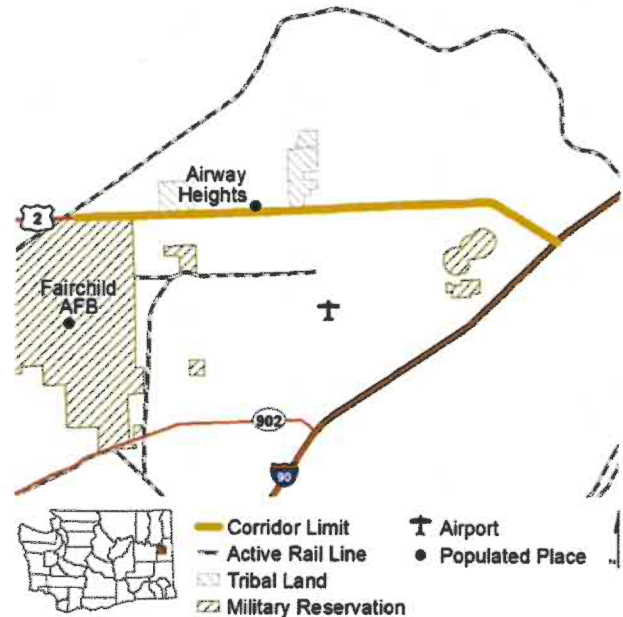 Airway
Heights
2
Fairchild
AFB
902
90
Corridor Limit
Active Rail Line
Tribal Land
Military Reservation
Airport
Populated Place